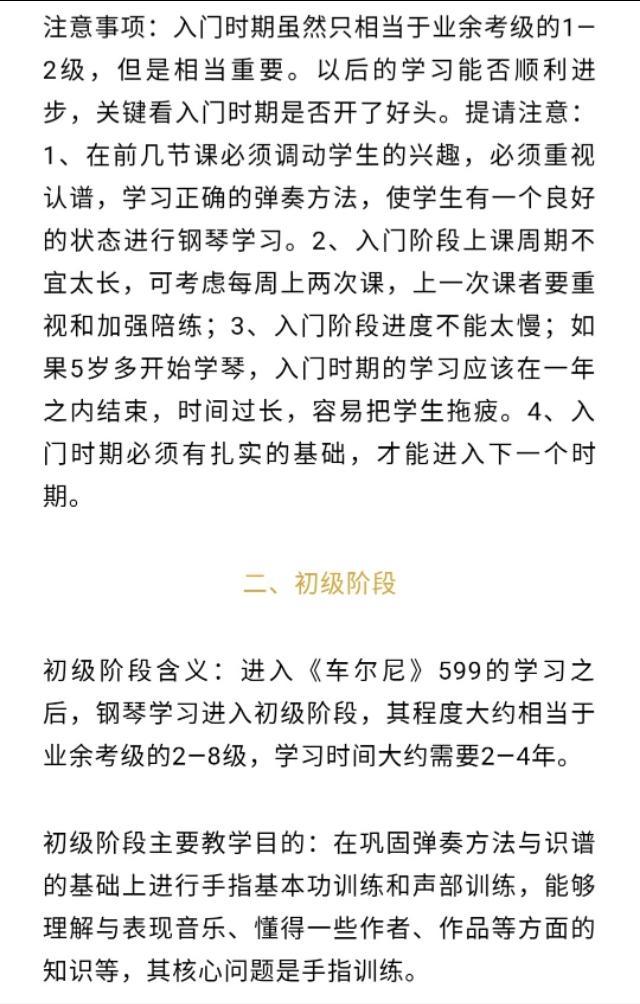 注意事项：入门时期虽然只相当于业余考级的1—
2级，但是相当重要。以后的学习能否顺利进
步，关键看入门时期是否开了好头。提请注意：
1、在前几节课必须调动学生的兴趣，必须重视
认谱，学习正确的弹奏方法，使学生有一个良好
的状态进行钢琴学习。2、入门阶段上课周期不
宜太长，可考虑每周上两次课，上一次课者要重
视和加强陪练；3、入门阶段进度不能太慢；如
果5岁多开始学琴，入门时期的学习应该在一年
之内结束，时间过长，容易把学生拖疲。4、入
门时期必须有扎实的基础，才能进入下一个时
期。
二、初级阶段
初级阶段含义：进入《车尔尼》599的学习之
后，钢琴学习进入初级阶段，其程度大约相当于
业余考级的2—8级，学习时间大约需要2—4年。
初级阶段主要教学目的：在巩固弹奏方法与识谱
的基础上进行手指基本功训练和声部训练，能够
理解与表现音乐、懂得一些作者、作品等方面的
知识等，其核心问题是手指训练。